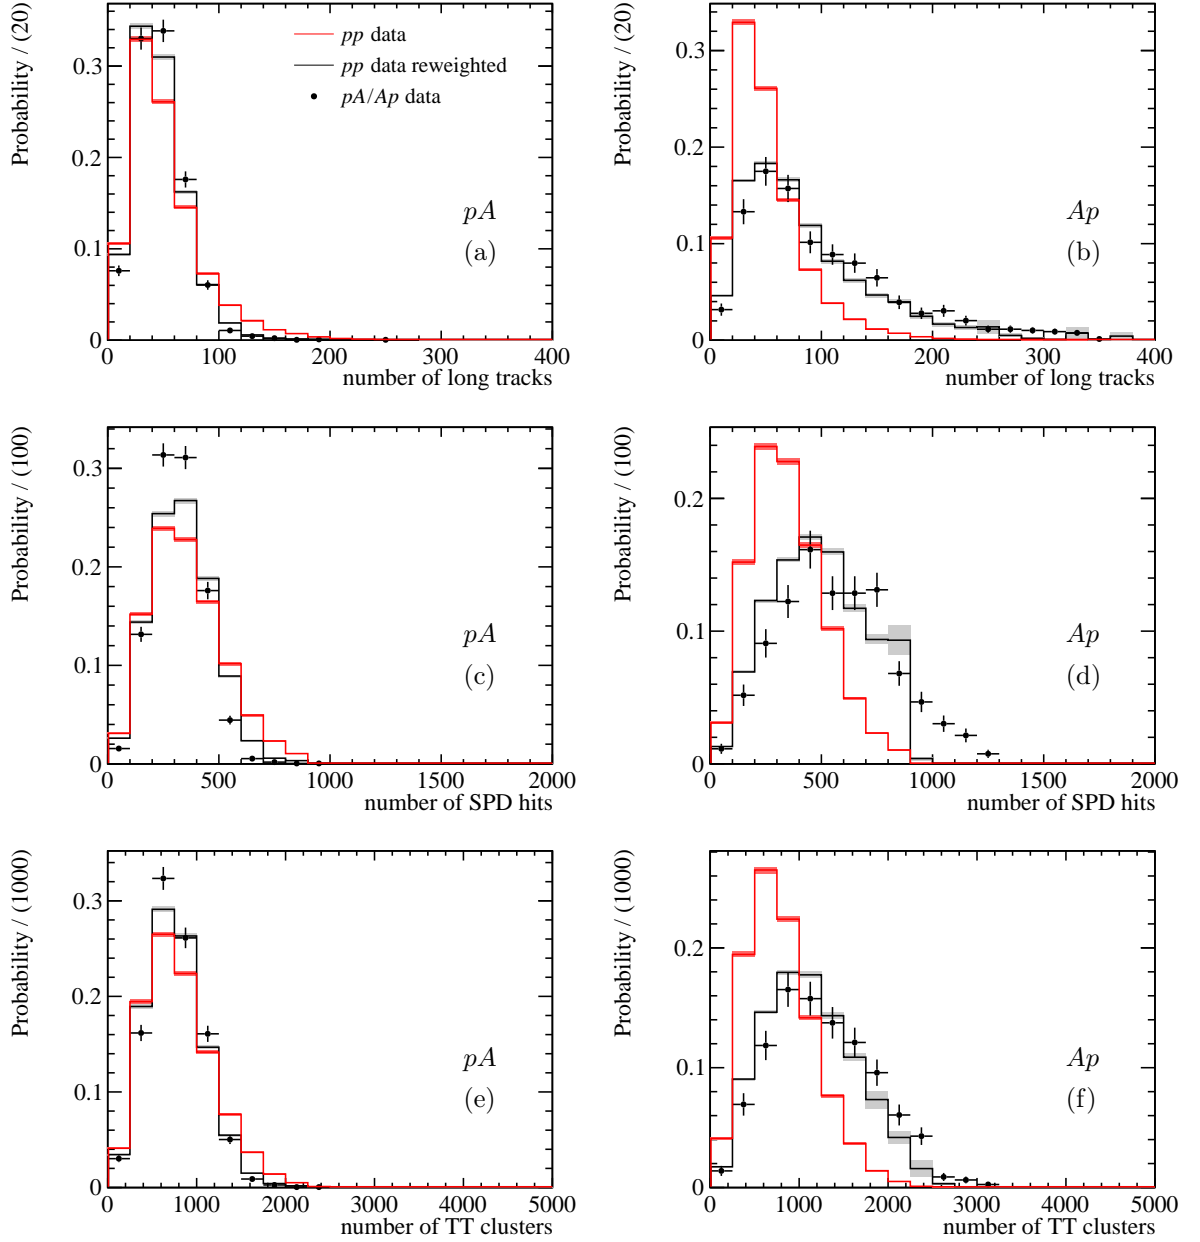 Probability / (20)
0.3
0.2
0.1
0
pp data
pp data reweighted
pA/Ap data
pA
(a)
0 100 200 300 400
number of long tracks
Probability / (20)
0.3
0.2
0.1
0
Ap
(b)
0 100 200 300 400
number of long tracks
Probability / (100)
0.3
0.2
0.1
0
pA
(c)
0 500 1000 1500 2000
number of SPD hits
Probability / (100)
0.2
0.1
0
Ap
(d)
0 500 1000 1500 2000
number of SPD hits
Probability / (1000)
0.3
0.2
0.1
0
pA
(e)
0 1000 2000 3000 4000 5000
number of TT clusters
Probability / (1000)
0.2
0.1
0
Ap
(f)
0 1000 2000 3000 4000 5000
number of TT clusters